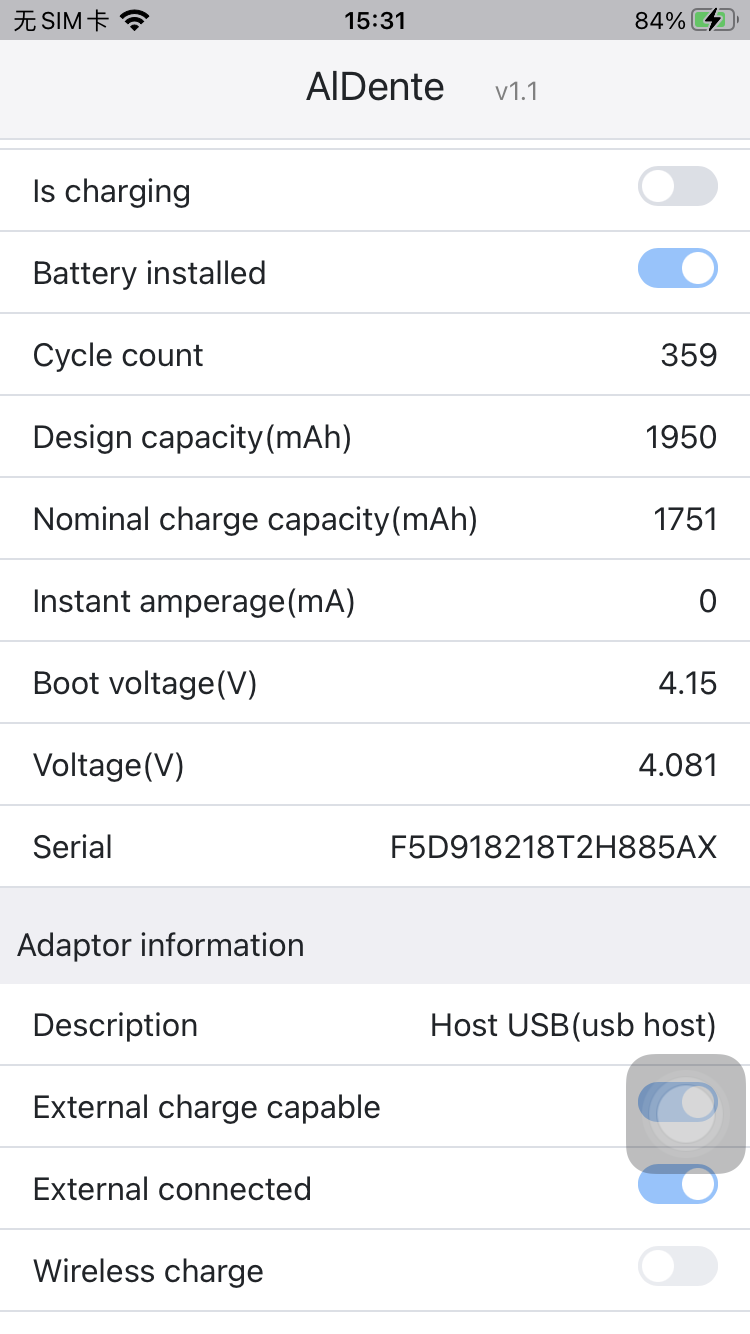 无SIM卡 15:31 84%
AlDente v1.1
Is charging
Battery installed
Cycle count 359
Design capacity(mAh) 1950
Nominal charge capacity(mAh) 1751
Instant amperage(mA) 0
Boot voltage(V) 4.15
Voltage(V) 4.081
Serial F5D918218T2H885AX
Adaptor information
Description Host USB(usb host)
External charge capable
External connected
Wireless charge